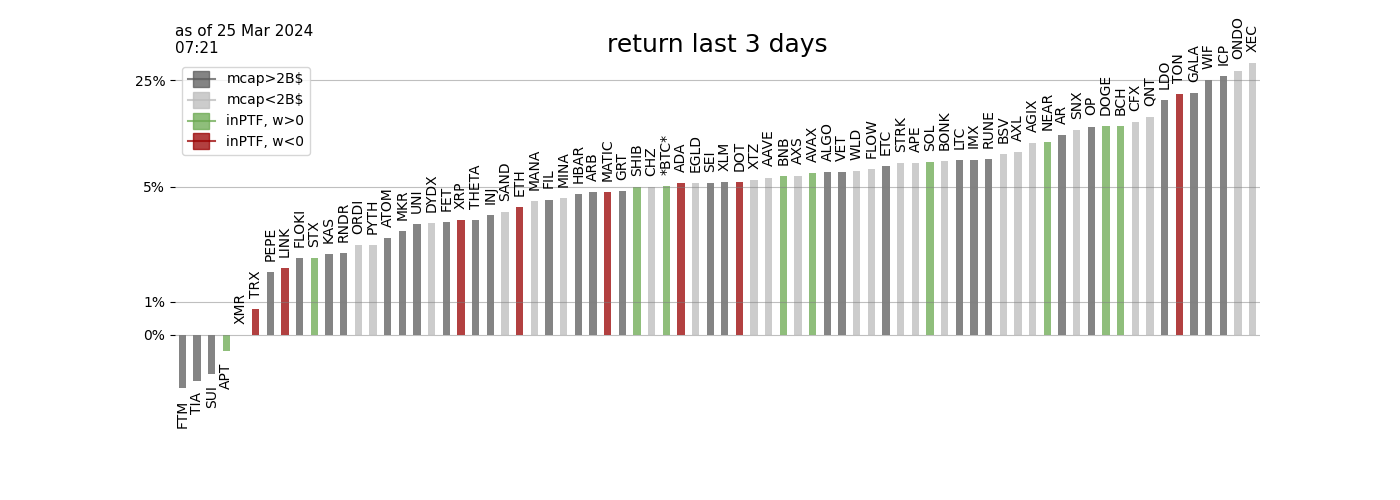 as of 25 Mar 2024
07:21
return last 3 days
mcap>2B$
mcap<2B$
inPTF, w>0
inPTF, w<0
25%
5%
1%
0%
FTM
TIA
SUI
APT
XMR
TRX
PEPE
LINK
FLOKI
STX
KAS
RNDR
ORDI
PYTH
ATOM
MKR
UNI
DYDX
FET
XRP
THETA
INJ
SAND
ETH
MANA
FIL
MINA
HBAR
ARB
MATIC
GRT
SHIB
CHZ
*BTC*
ADA
EGLD
SEI
XLM
DOT
XTZ
AAVE
BNB
AXS
AVAX
ALGO
VET
WLD
FLOW
ETC
STRK
APE
SOL
BONK
LTC
IMX
RUNE
BSV
AXL
AGIX
NEAR
AR
SNX
OP
DOGE
BCH
CFX
QNT
LDO
TON
GALA
WIF
ICP
ONDO
XEC